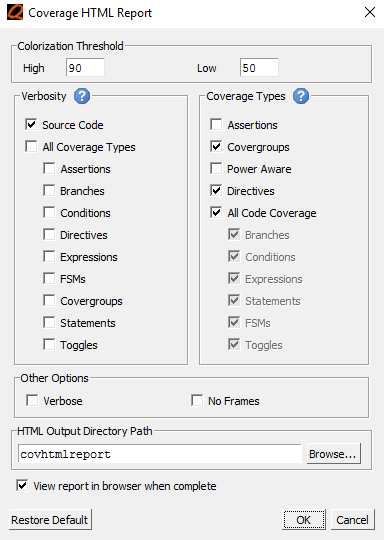 Coverage HTML Report
Colorization Threshold
High 90 Low 50
Verbosity ?
Source Code
All Coverage Types
Assertions
Branches
Conditions
Directives
Expressions
FSMs
Covergroups
Statements
Toggles
Coverage Types ?
Assertions
Covergroups
Power Aware
Directives
All Code Coverage
Branches
Conditions
Expressions
Statements
FSMs
Toggles
Other Options
Verbose No Frames
HTML Output Directory Path
covhtmlreport Browse...
View report in browser when complete
Restore Default OK Cancel